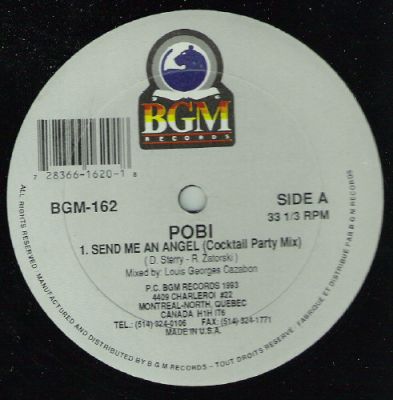 BGM
RECORDS
7 28366-1620-1 8
BGM-162
SIDE A
33 1/3 RPM
POBI
1. SEND ME AN ANGEL (Cocktail Party Mix)
( D. Sterry - R. Zatorski )
Mixed by: Louis Georges Cazabon
P.C. BGM RECORDS 1993
4409 CHARLEROI #22
MONTREAL-NORTH, QUEBEC
CANADA H1H 1T6
TEL.: (514) 324-0106 FAX: (514) 324-1771
MADE IN U.S.A.
ALL RIGHTS RESERVED - MANUFACTURED AND DISTRIBUTED BY B G M RECORDS - TOUT DROITS RESERVE - FABRIQUE ET DISTRIBUE PAR B G M RECORDS